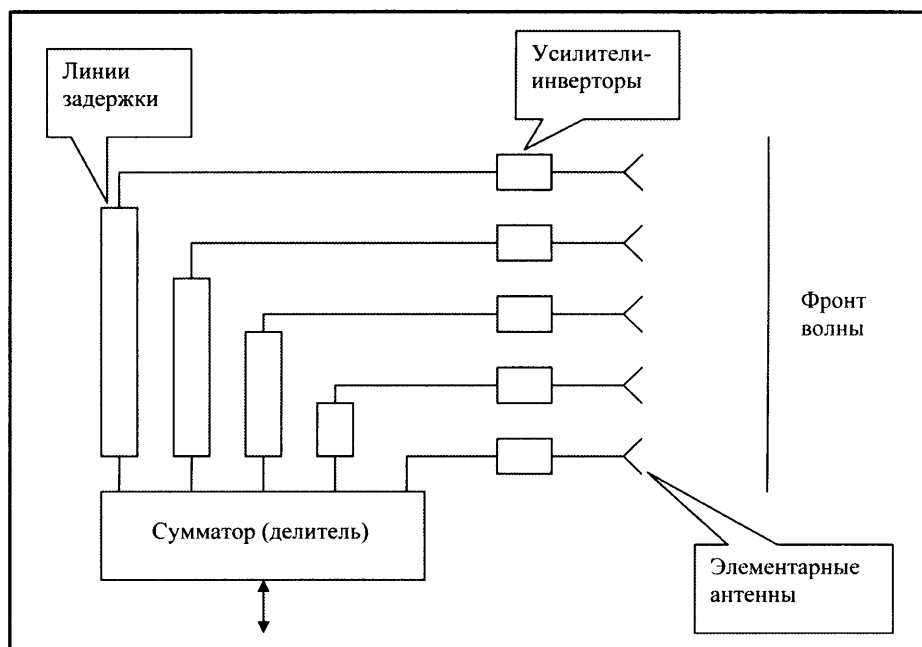 Линии
задержки
Усилители-
инверторы
Фронт
волны
Сумматор (делитель)
Элементарные
антенны